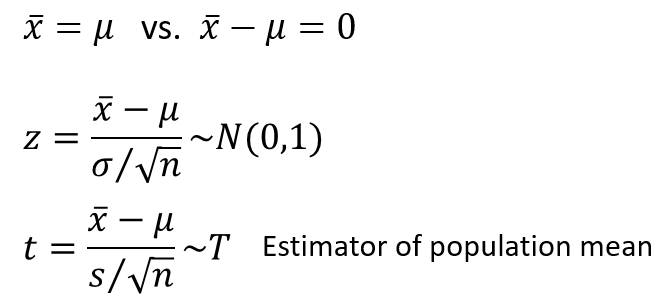 x̄ = μ vs. x̄ − μ = 0
z = (x̄ − μ)/(σ/√n) ~N(0,1)
t = (x̄ − μ)/(s/√n) ~T Estimator of population mean